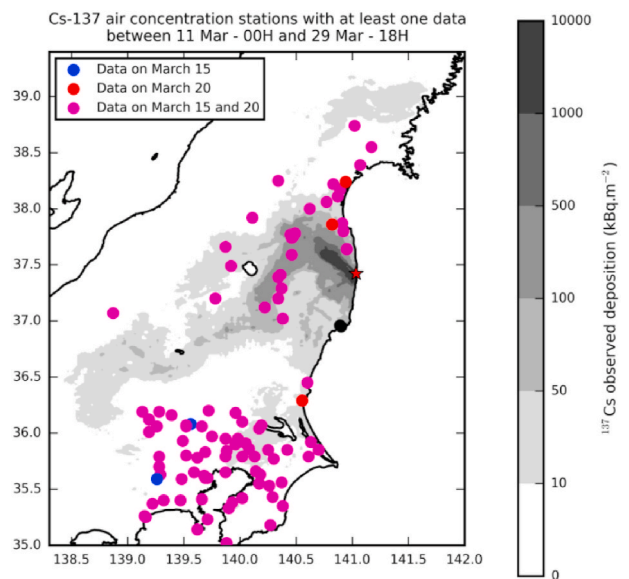 Cs-137 air concentration stations with at least one data
between 11 Mar - 00H and 29 Mar - 18H
Data on March 15
Data on March 20
Data on March 15 and 20
39.0
38.5
38.0
37.5
37.0
36.5
36.0
35.5
35.0
138.5 139.0 139.5 140.0 140.5 141.0 141.5 142.0
10000
1000
500
100
50
10
0
¹³⁷Cs observed deposition (kBq.m⁻²)